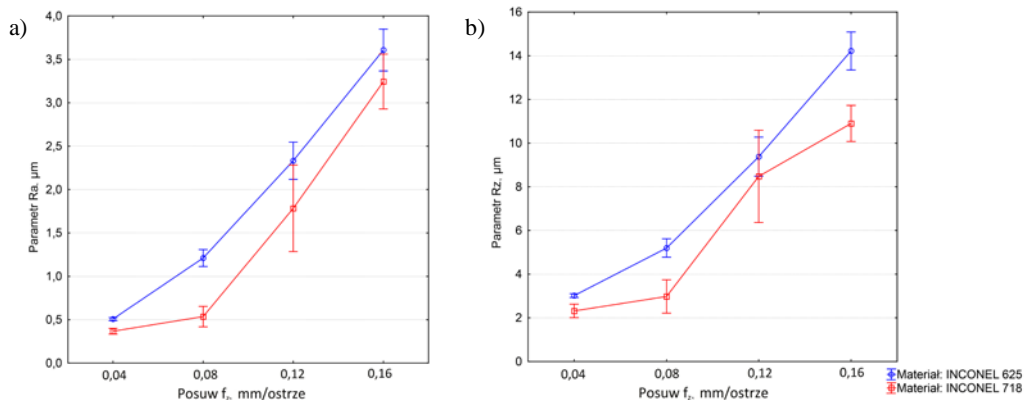 a)
4,0
3,5
3,0
2,5
2,0
1,5
1,0
0,5
0,0
Parametr Ra. μm
0,04 0,08 0,12 0,16
Posuw fz, mm/ostrze
b)
16
14
12
10
8
6
4
2
0
Parametr Rz, μm
0,04 0,08 0,12 0,16
Posuw fz, mm/ostrze
Material: INCONEL 625
Material: INCONEL 718